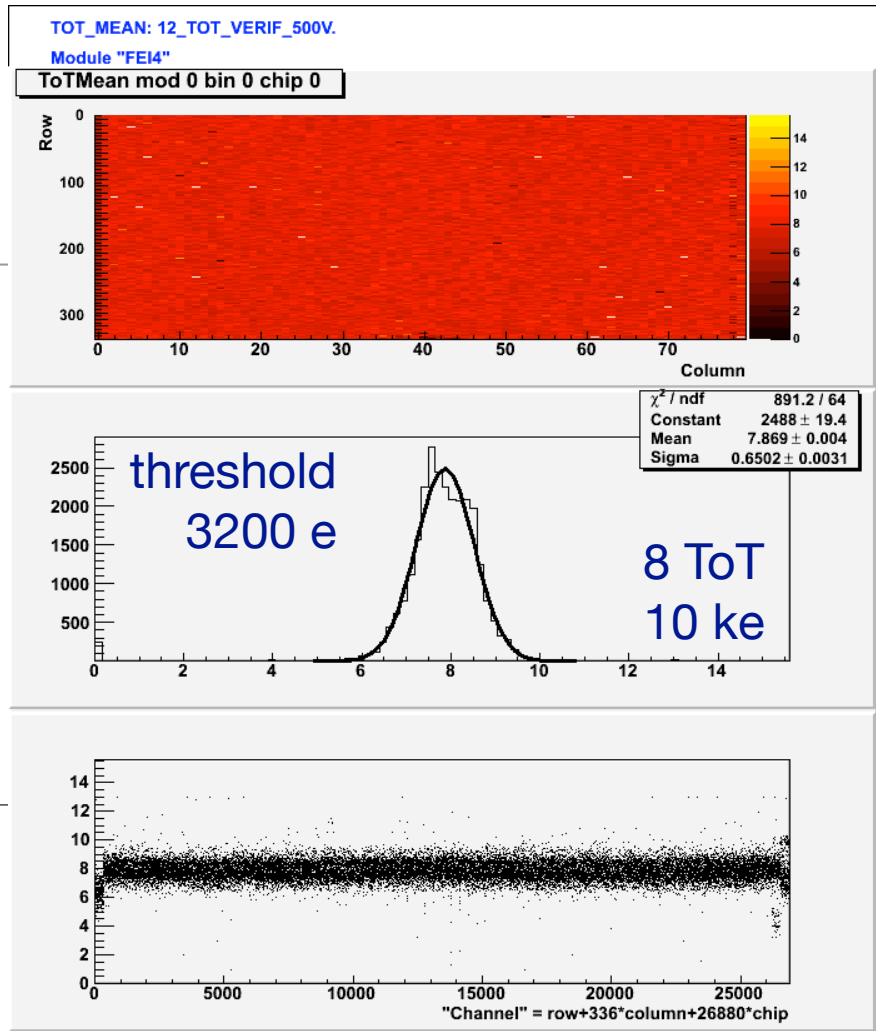 TOT_MEAN: 12_TOT_VERIF_500V.
Module "FEI4"
ToTMean mod 0 bin 0 chip 0
Row
0
100
200
300
0 10 20 30 40 50 60 70
Column
14
12
10
8
6
4
2
0
χ² / ndf 891.2 / 64
Constant 2488 ± 19.4
Mean 7.869 ± 0.004
Sigma 0.6502 ± 0.0031
threshold
3200 e
8 ToT
10 ke
2500
2000
1500
1000
500
0 2 4 6 8 10 12 14
14
12
10
8
6
4
2
0
0 5000 10000 15000 20000 25000
"Channel" = row+336*column+26880*chip